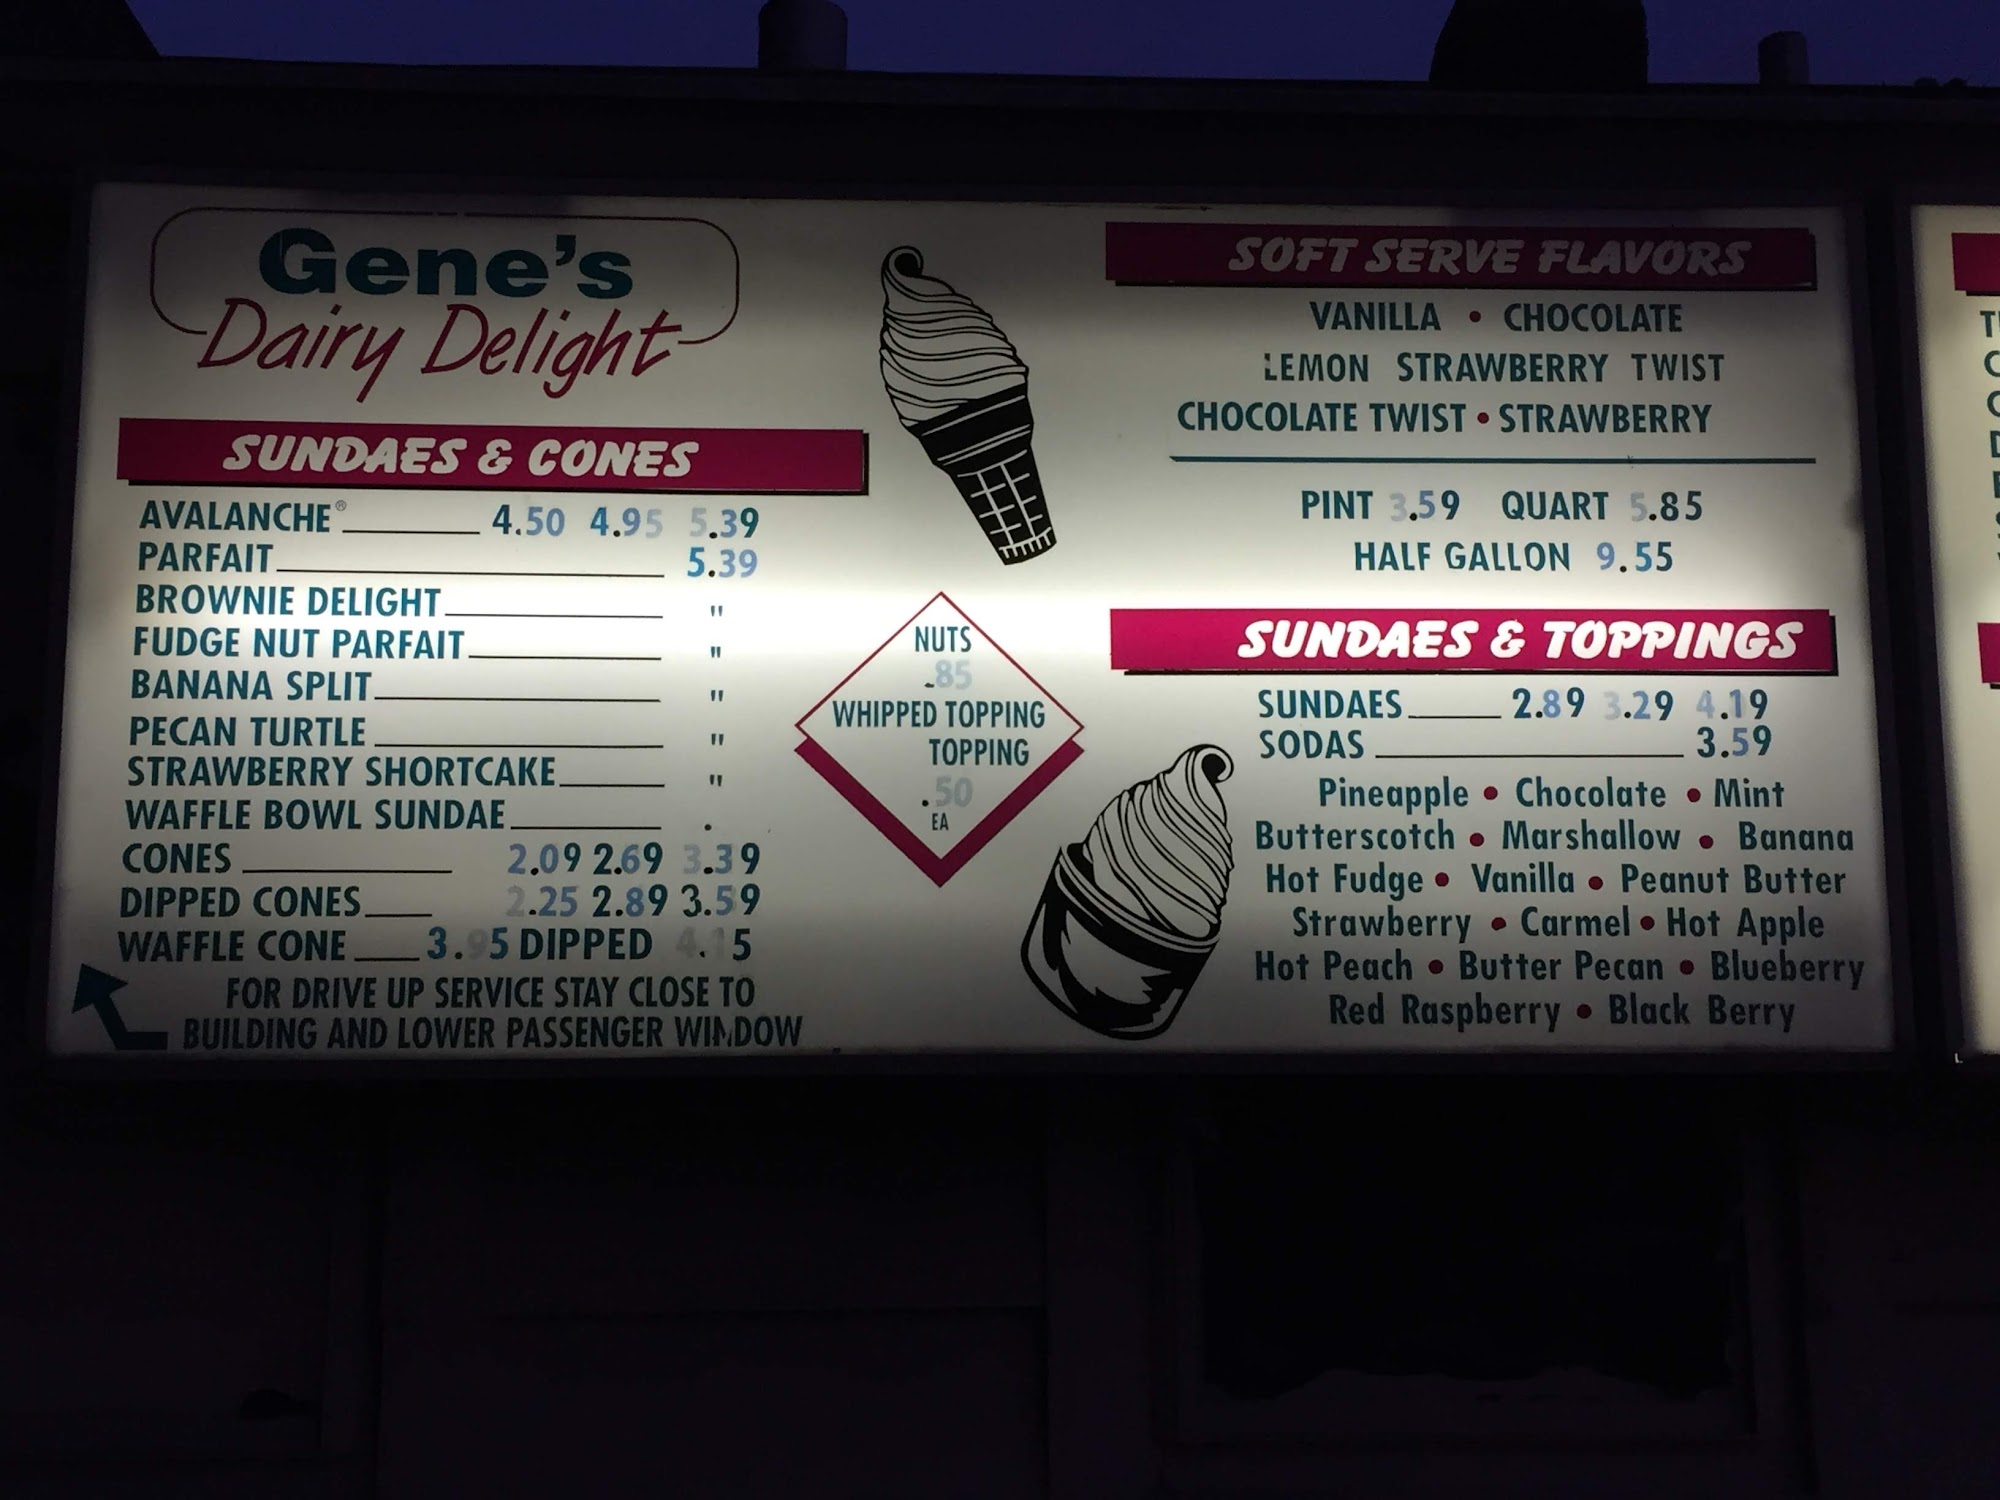 Gene's
Dairy Delight
SUNDAES & CONES
AVALANCHE® 4.50 4.95 5.39
PARFAIT 5.39
BROWNIE DELIGHT "
FUDGE NUT PARFAIT "
BANANA SPLIT "
PECAN TURTLE "
STRAWBERRY SHORTCAKE "
WAFFLE BOWL SUNDAE .
CONES 2.09 2.69 3.39
DIPPED CONES 2.25 2.89 3.59
WAFFLE CONE 3.95 DIPPED 4.15
FOR DRIVE UP SERVICE STAY CLOSE TO
BUILDING AND LOWER PASSENGER WINDOW
NUTS
.85
WHIPPED TOPPING
TOPPING
.50
EA
SOFT SERVE FLAVORS
VANILLA • CHOCOLATE
LEMON STRAWBERRY TWIST
CHOCOLATE TWIST • STRAWBERRY
PINT 3.59 QUART 5.85
HALF GALLON 9.55
SUNDAES & TOPPINGS
SUNDAES 2.89 3.29 4.19
SODAS 3.59
Pineapple • Chocolate • Mint
Butterscotch • Marshallow • Banana
Hot Fudge • Vanilla • Peanut Butter
Strawberry • Carmel • Hot Apple
Hot Peach • Butter Pecan • Blueberry
Red Raspberry • Black Berry